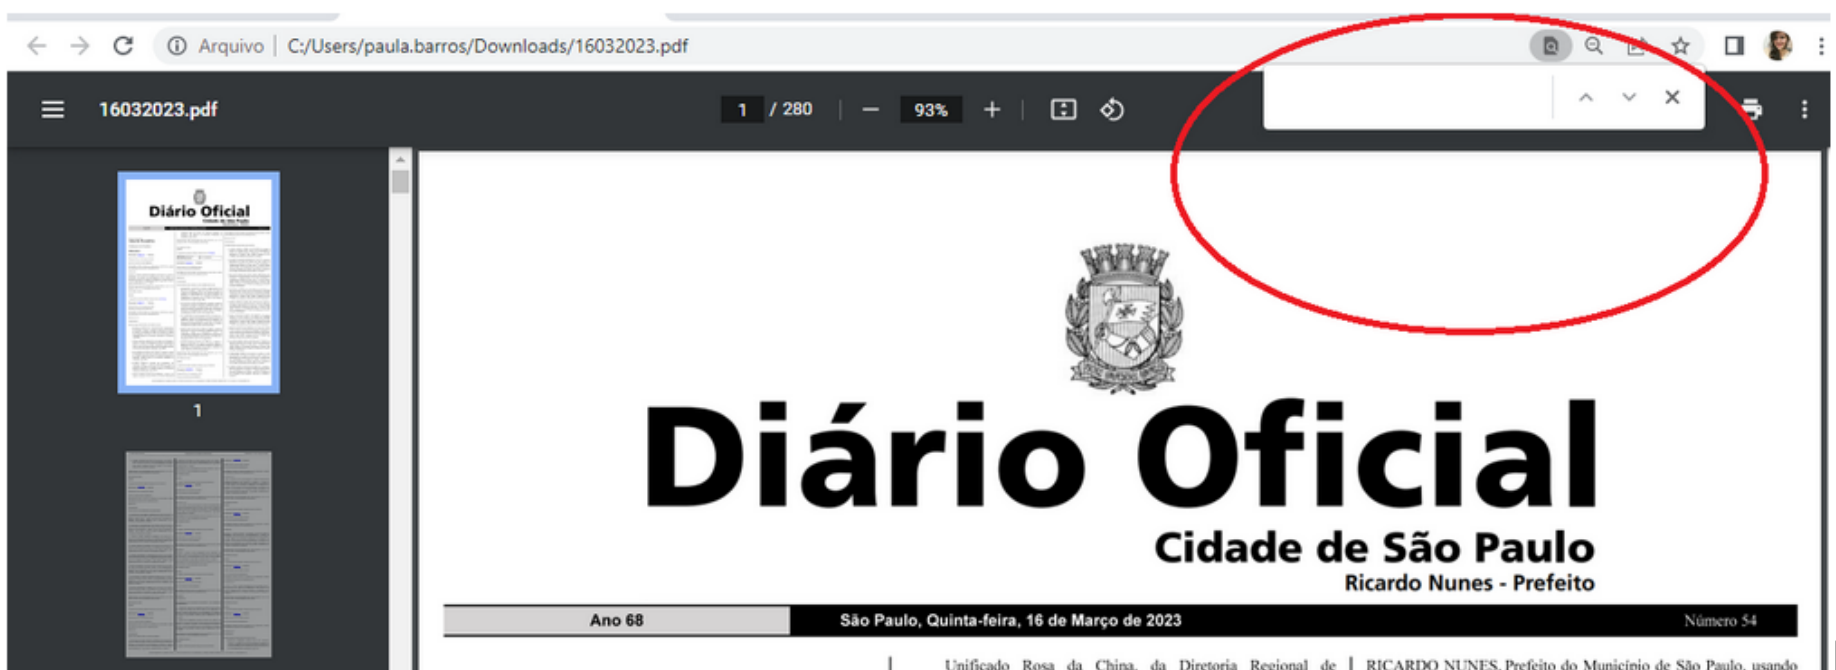 Arquivo | C:/Users/paula.barros/Downloads/16032023.pdf
16032023.pdf
1 / 280
93%
Diário Oficial
1
Diário Oficial
Cidade de São Paulo
Ricardo Nunes - Prefeito
Ano 68
São Paulo, Quinta-feira, 16 de Março de 2023
Número 54
Unificado Rosa da China, da Diretoria Regional de
RICARDO NUNES, Prefeito do Município de São Paulo, usando